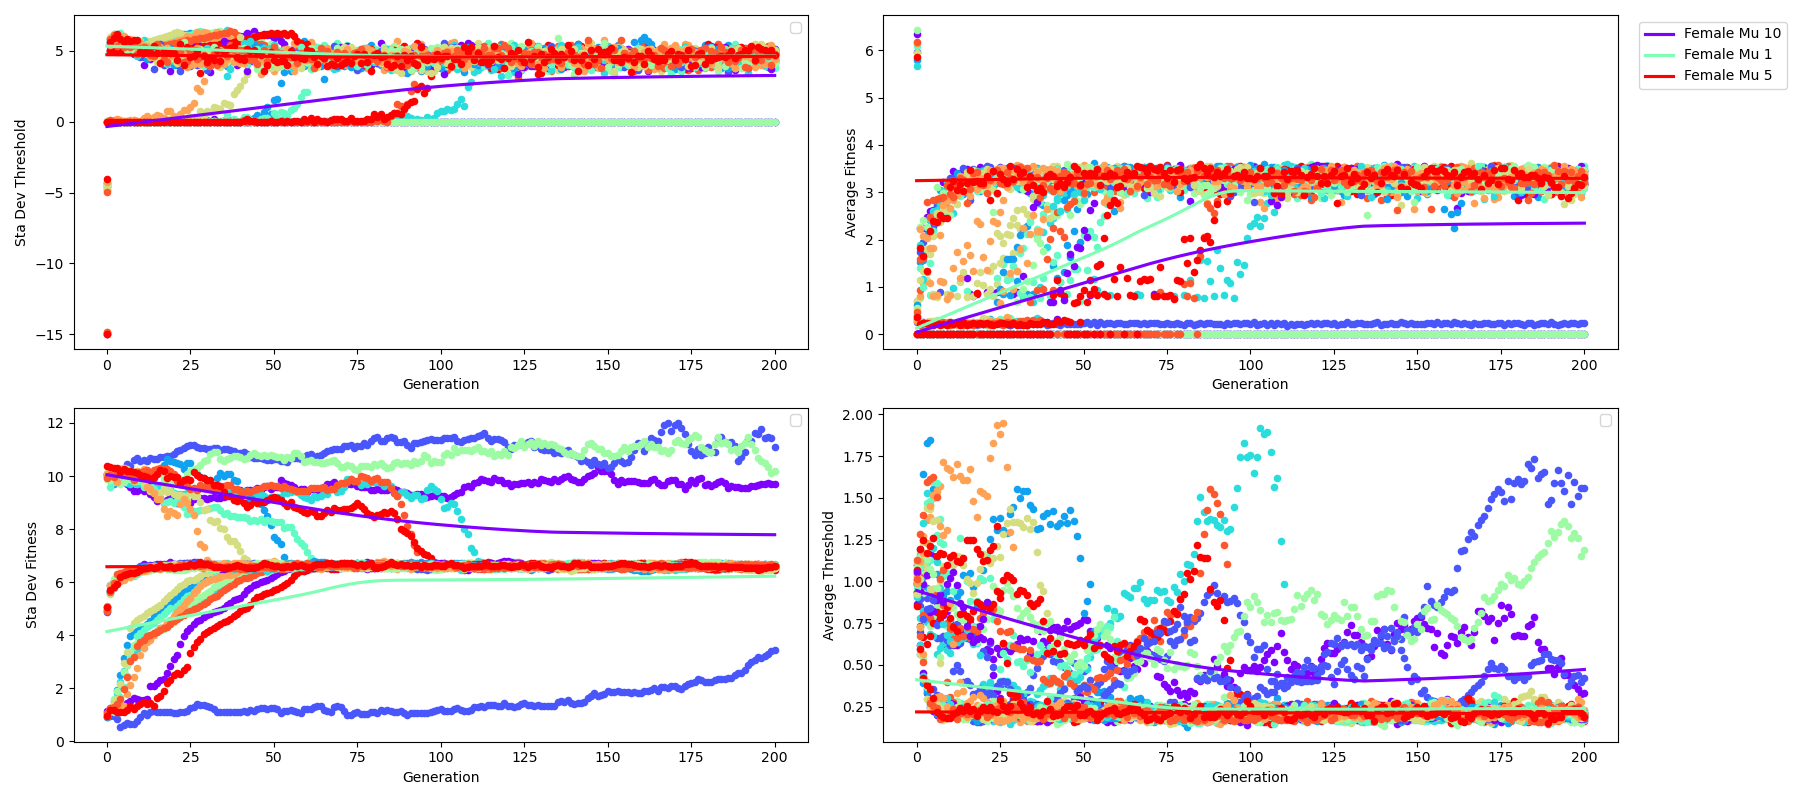 Sta Dev Threshold
5
0
−5
−10
−15
0 25 50 75 100 125 150 175 200
Generation
Average Fitness
6
5
4
3
2
1
0
0 25 50 75 100 125 150 175 200
Generation
Female Mu 10
Female Mu 1
Female Mu 5
Sta Dev Fitness
12
10
8
6
4
2
0
0 25 50 75 100 125 150 175 200
Generation
Average Threshold
2.00
1.75
1.50
1.25
1.00
0.75
0.50
0.25
0 25 50 75 100 125 150 175 200
Generation